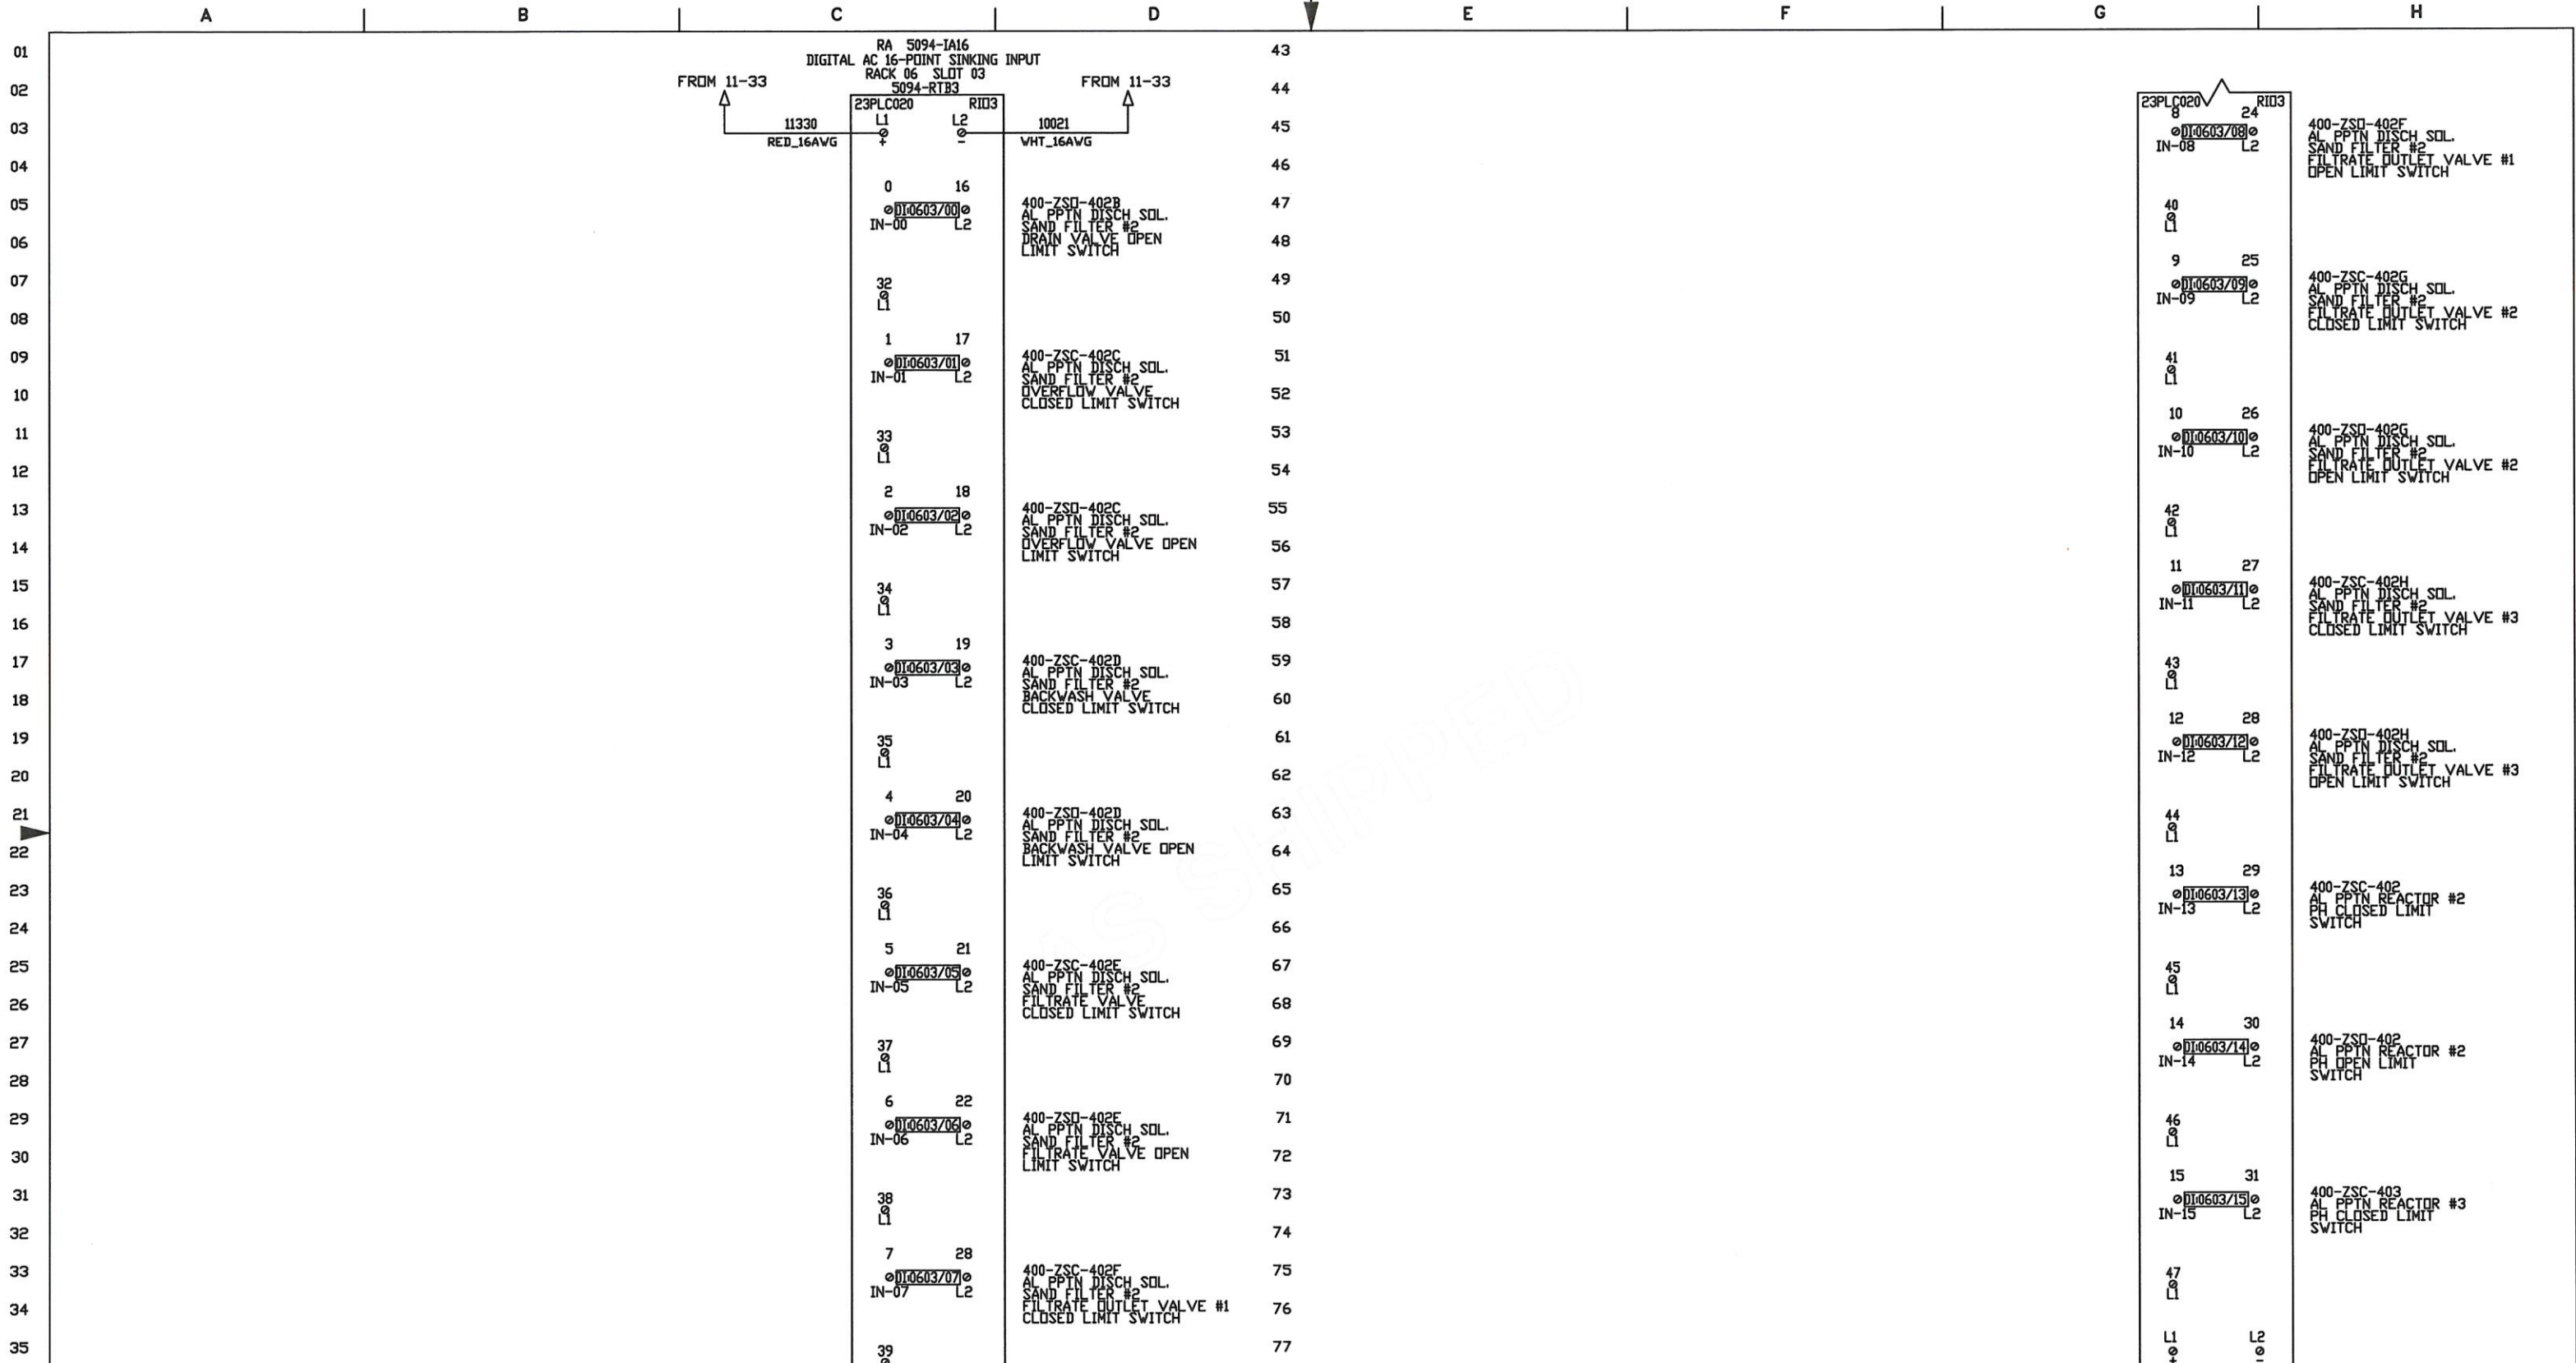 A B C D E F G H
01
02
03
04
05
06
07
08
09
10
11
12
13
14
15
16
17
18
19
20
21
22
23
24
25
26
27
28
29
30
31
32
33
34
35
RA 5094-IA16
DIGITAL AC 16-POINT SINKING INPUT
RACK 06 SLOT 03
5094-RTB3
FROM 11-33
FROM 11-33
23PLC020 RIO3
L1 L2
11330
10021
RED_16AWG
+ -
WHT_16AWG
0 16
DI:0603/00
IN-00 L2
400-ZSO-402B
AL PPTN DISCH SOL.
SAND FILTER #2
DRAIN VALVE OPEN
LIMIT SWITCH
32
L1
1 17
DI:0603/01
IN-01 L2
400-ZSC-402C
AL PPTN DISCH SOL.
SAND FILTER #2
OVERFLOW VALVE
CLOSED LIMIT SWITCH
33
L1
2 18
DI:0603/02
IN-02 L2
400-ZSO-402C
AL PPTN DISCH SOL.
SAND FILTER #2
OVERFLOW VALVE OPEN
LIMIT SWITCH
34
L1
3 19
DI:0603/03
IN-03 L2
400-ZSC-402D
AL PPTN DISCH SOL.
SAND FILTER #2
BACKWASH VALVE
CLOSED LIMIT SWITCH
35
L1
4 20
DI:0603/04
IN-04 L2
400-ZSO-402D
AL PPTN DISCH SOL.
SAND FILTER #2
BACKWASH VALVE OPEN
LIMIT SWITCH
36
L1
5 21
DI:0603/05
IN-05 L2
400-ZSC-402E
AL PPTN DISCH SOL.
SAND FILTER #2
FILTRATE VALVE
CLOSED LIMIT SWITCH
37
L1
6 22
DI:0603/06
IN-06 L2
400-ZSO-402E
AL PPTN DISCH SOL.
SAND FILTER #2
FILTRATE VALVE OPEN
LIMIT SWITCH
38
L1
7 28
DI:0603/07
IN-07 L2
400-ZSC-402F
AL PPTN DISCH SOL.
SAND FILTER #2
FILTRATE OUTLET VALVE #1
CLOSED LIMIT SWITCH
39
43
44
45
46
47
48
49
50
51
52
53
54
55
56
57
58
59
60
61
62
63
64
65
66
67
68
69
70
71
72
73
74
75
76
77
AS SHIPPED
23PLC020 RIO3
8 24
DI:0603/08
IN-08 L2
400-ZSO-402F
AL PPTN DISCH SOL.
SAND FILTER #2
FILTRATE OUTLET VALVE #1
OPEN LIMIT SWITCH
40
L1
9 25
DI:0603/09
IN-09 L2
400-ZSC-402G
AL PPTN DISCH SOL.
SAND FILTER #2
FILTRATE OUTLET VALVE #2
CLOSED LIMIT SWITCH
41
L1
10 26
DI:0603/10
IN-10 L2
400-ZSO-402G
AL PPTN DISCH SOL.
SAND FILTER #2
FILTRATE OUTLET VALVE #2
OPEN LIMIT SWITCH
42
L1
11 27
DI:0603/11
IN-11 L2
400-ZSC-402H
AL PPTN DISCH SOL.
SAND FILTER #2
FILTRATE OUTLET VALVE #3
CLOSED LIMIT SWITCH
43
L1
12 28
DI:0603/12
IN-12 L2
400-ZSO-402H
AL PPTN DISCH SOL.
SAND FILTER #2
FILTRATE OUTLET VALVE #3
OPEN LIMIT SWITCH
44
L1
13 29
DI:0603/13
IN-13 L2
400-ZSC-402
AL PPTN REACTOR #2
PH CLOSED LIMIT
SWITCH
45
L1
14 30
DI:0603/14
IN-14 L2
400-ZSO-402
AL PPTN REACTOR #2
PH OPEN LIMIT
SWITCH
46
L1
15 31
DI:0603/15
IN-15 L2
400-ZSC-403
AL PPTN REACTOR #3
PH CLOSED LIMIT
SWITCH
47
L1
L1 L2
+ -